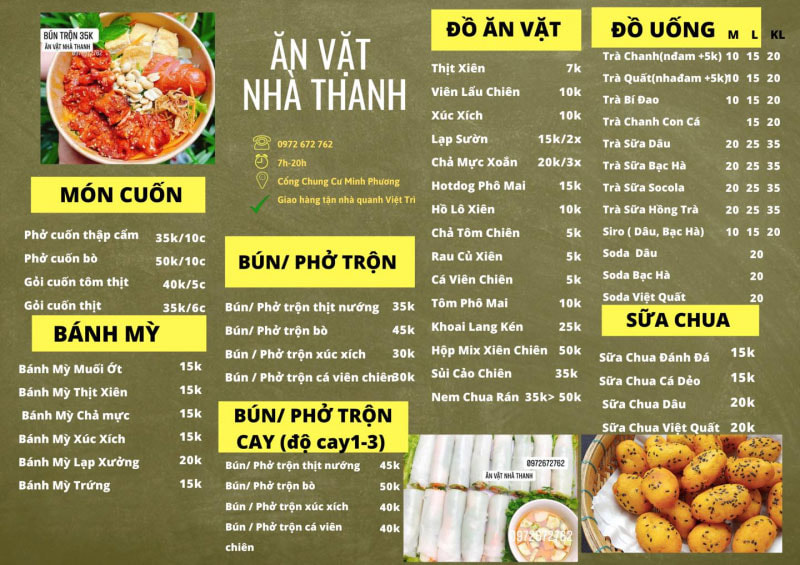 BÚN TRỘN 35K
ĂN VẶT NHÀ THANH
0972672762
ĂN VẶT
NHÀ THANH
0972 672 762
7h-20h
Cổng Chung Cư Minh Phương
Giao hàng tận nhà quanh Việt Trì
MÓN CUỐN
Phở cuốn thập cẩm 35k/10c
Phở cuốn bò 50k/10c
Gỏi cuốn tôm thịt 40k/5c
Gỏi cuốn thịt 35k/6c
BÁNH MỲ
Bánh Mỳ Muối Ớt 15k
Bánh Mỳ Thịt Xiên 15k
Bánh Mỳ Chả mực 15k
Bánh Mỳ Xúc Xích 15k
Bánh Mỳ Lạp Xưởng 20k
Bánh Mỳ Trứng 15k
BÚN/ PHỞ TRỘN
Bún/ Phở trộn thịt nướng 35k
Bún/ Phở trộn bò 45k
Bún/ Phở trộn xúc xích 30k
Bún/ Phở trộn cá viên chiên 30k
BÚN/ PHỞ TRỘN
CAY (độ cay1-3)
Bún/ Phở trộn thịt nướng 45k
Bún/ Phở trộn bò 50k
Bún / Phở trộn xúc xích 40k
Bún / Phở trộn cá viên 40k
chiên
ĐỒ ĂN VẶT
Thịt Xiên 7k
Viên Lẩu Chiên 10k
Xúc Xích 10k
Lạp Sườn 15k/2x
Chả Mực Xoắn 20k/3x
Hotdog Phô Mai 15k
Hồ Lô Xiên 10k
Chả Tôm Chiên 5k
Rau Củ Xiên 5k
Cá Viên Chiên 5k
Tôm Phô Mai 10k
Khoai Lang Kén 25k
Hộp Mix Xiên Chiên 50k
Sủi Cảo Chiên 35k
Nem Chua Rán 35k> 50k
ĐỒ UỐNG M L KL
Trà Chanh(nđam +5k) 10 15 20
Trà Quất(nhađam +5k) 10 15 20
Trà Bí Đao 10 15 20
Trà Chanh Con Cá 15 20
Trà Sữa Dâu 20 25 35
Trà Sữa Bạc Hà 20 25 35
Trà Sữa Socola 20 25 35
Trà Sữa Hồng Trà 20 25 35
Siro ( Dâu, Bạc Hà) 10 15 20
Soda Dâu 20
Soda Bạc Hà 20
Soda Việt Quất 20
SỮA CHUA
Sữa Chua Đánh Đá 15k
Sữa Chua Cá Dẻo 15k
Sữa Chua Dâu 20k
Sữa Chua Việt Quất 20k
0972672762
ĂN VẶT NHÀ THANH
0972672762